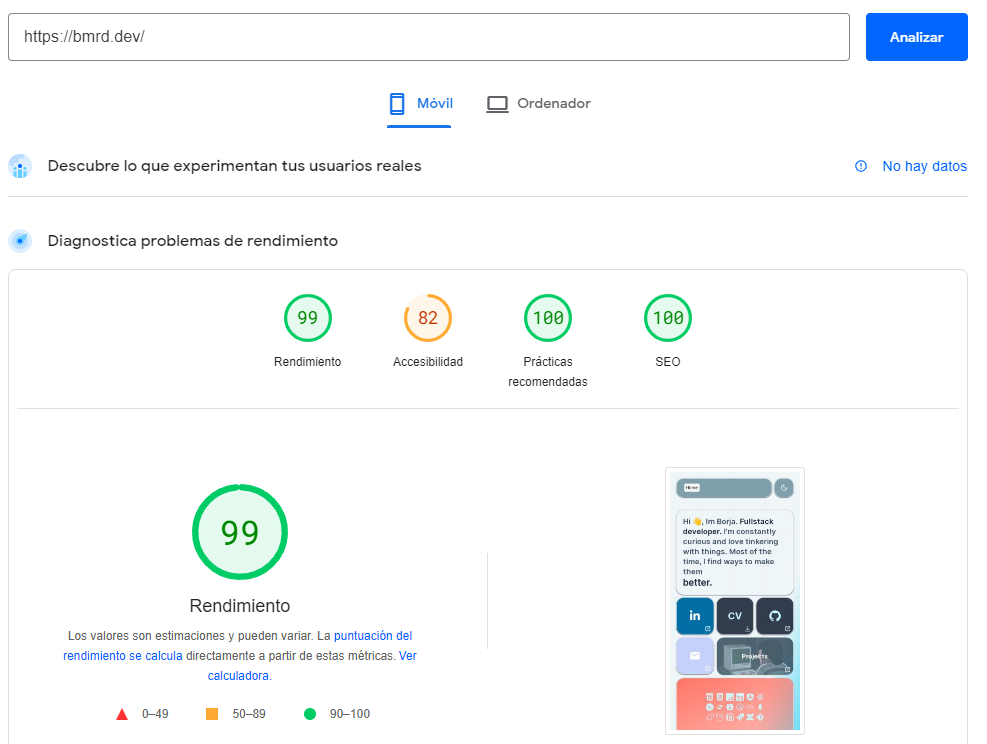 https://bmrd.dev/
Analizar
Móvil
Ordenador
Descubre lo que experimentan tus usuarios reales
No hay datos
Diagnostica problemas de rendimiento
99
82
100
100
Rendimiento
Accesibilidad
Prácticas
recomendadas
SEO
99
Rendimiento
Los valores son estimaciones y pueden variar. La puntuación del
rendimiento se calcula directamente a partir de estas métricas. Ver
calculadora.
0–49
50–89
90–100
Home
Hi 👋, Im Borja. Fullstack
developer. I'm constantly
curious and love tinkering
with things. Most of the
time, I find ways to make
them
better.
in
CV
Projects